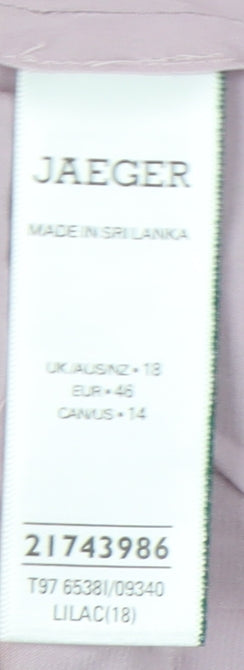 JAEGER
MADE IN SRI LANKA
UK/AUS/NZ • 18
EUR • 46
CAN/US • 14
21743986
T97 6538I/09340
LILAC(18)